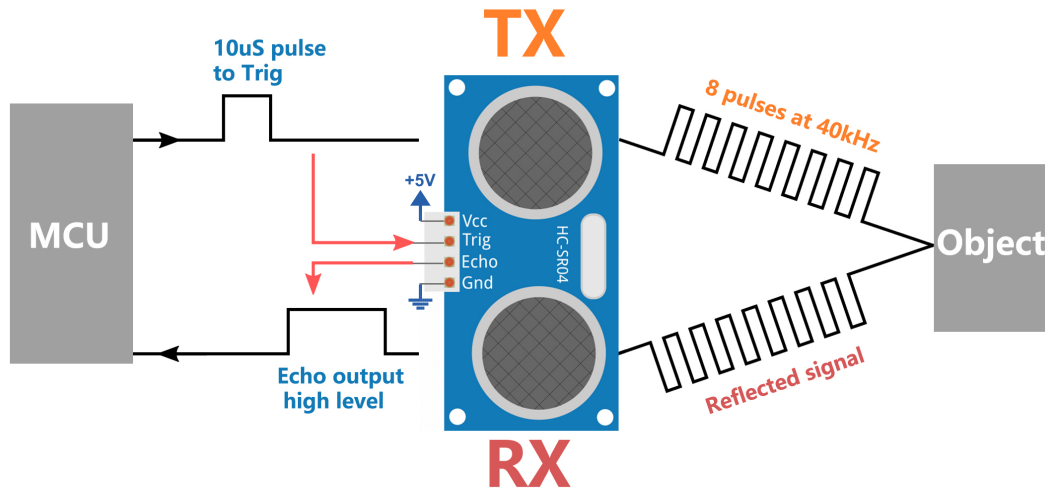 TX
10uS pulse
to Trig
8 pulses at 40kHz
+5V
MCU
Vcc
Trig
Echo
Gnd
HC-SR04
Object
Echo output
high level
Reflected signal
RX